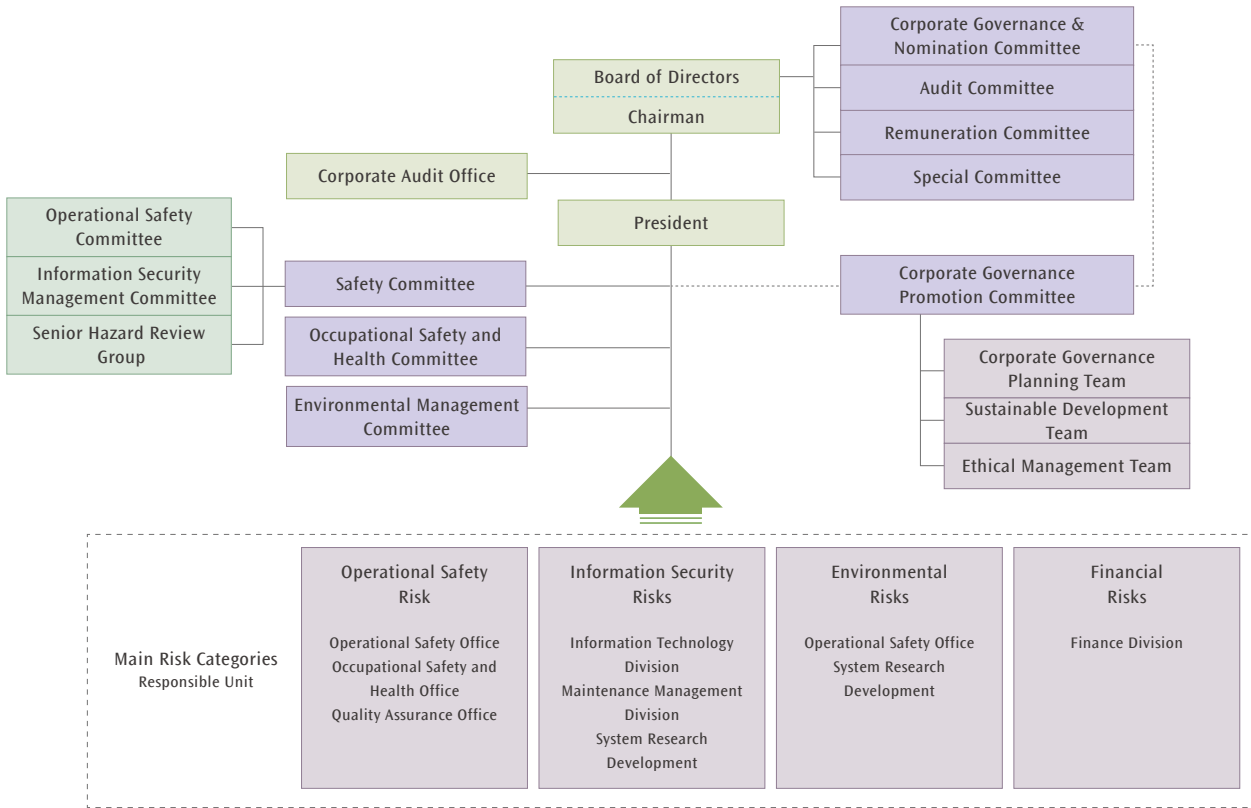 Corporate Governance &
Nomination Committee
Board of Directors
Audit Committee
Chairman
Remuneration Committee
Corporate Audit Office
Special Committee
Operational Safety
Committee
President
Information Security
Management Committee
Safety Committee
Corporate Governance
Promotion Committee
Senior Hazard Review
Group
Occupational Safety and
Health Committee
Corporate Governance
Planning Team
Environmental Management
Committee
Sustainable Development
Team
Ethical Management Team
Main Risk Categories
Responsible Unit
Operational Safety
Risk
Operational Safety Office
Occupational Safety and
Health Office
Quality Assurance Office
Information Security
Risks
Information Technology
Division
Maintenance Management
Division
System Research
Development
Environmental
Risks
Operational Safety Office
System Research
Development
Financial
Risks
Finance Division